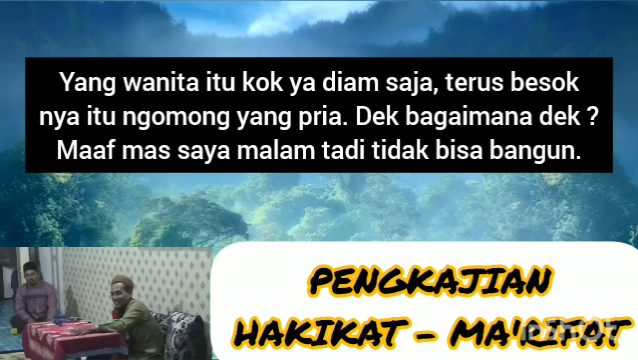 Yang wanita itu kok ya diam saja, terus besok
nya itu ngomong yang pria. Dek bagaimana dek ?
Maaf mas saya malam tadi tidak bisa bangun.
PENGKAJIAN
HAKIKAT - MA'RIFAT